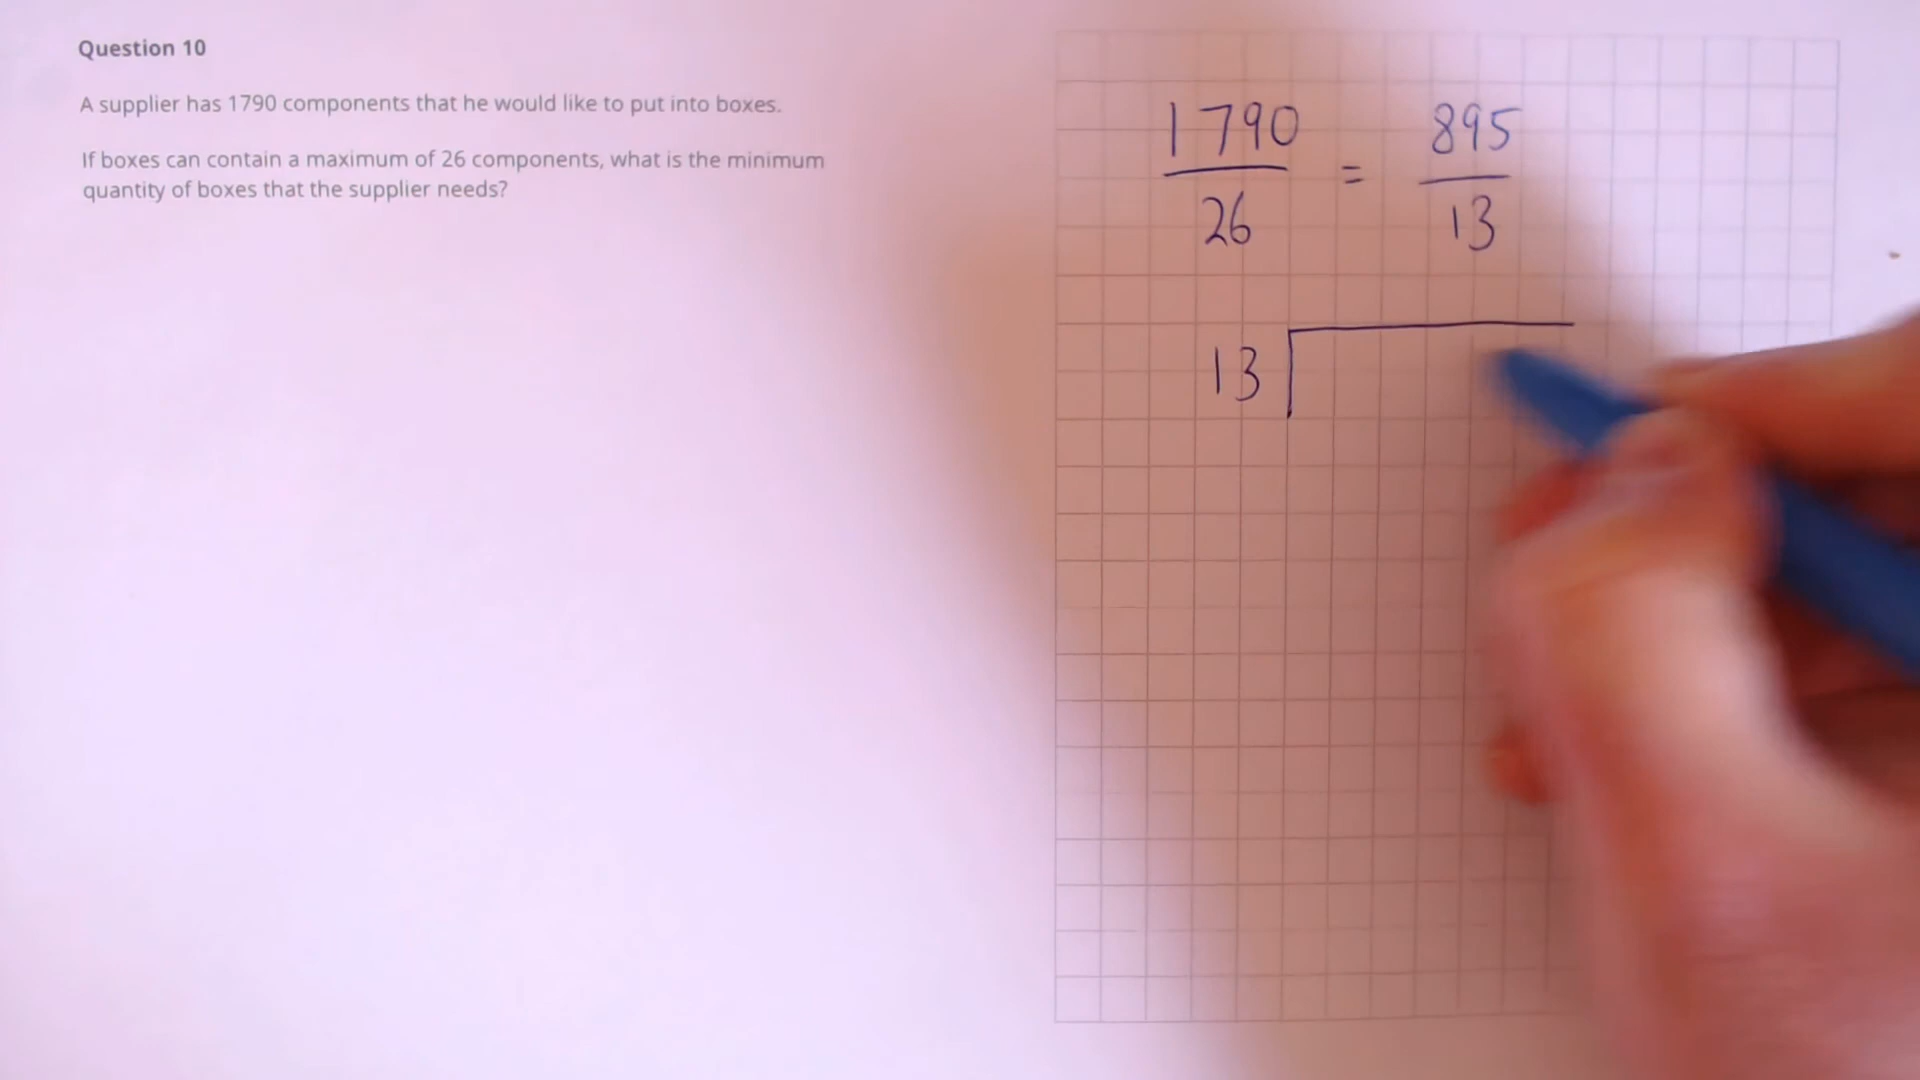 Question 10
A supplier has 1790 components that he would like to put into boxes.
If boxes can contain a maximum of 26 components, what is the minimum
quantity of boxes that the supplier needs?
1790
26
=
895
13
13